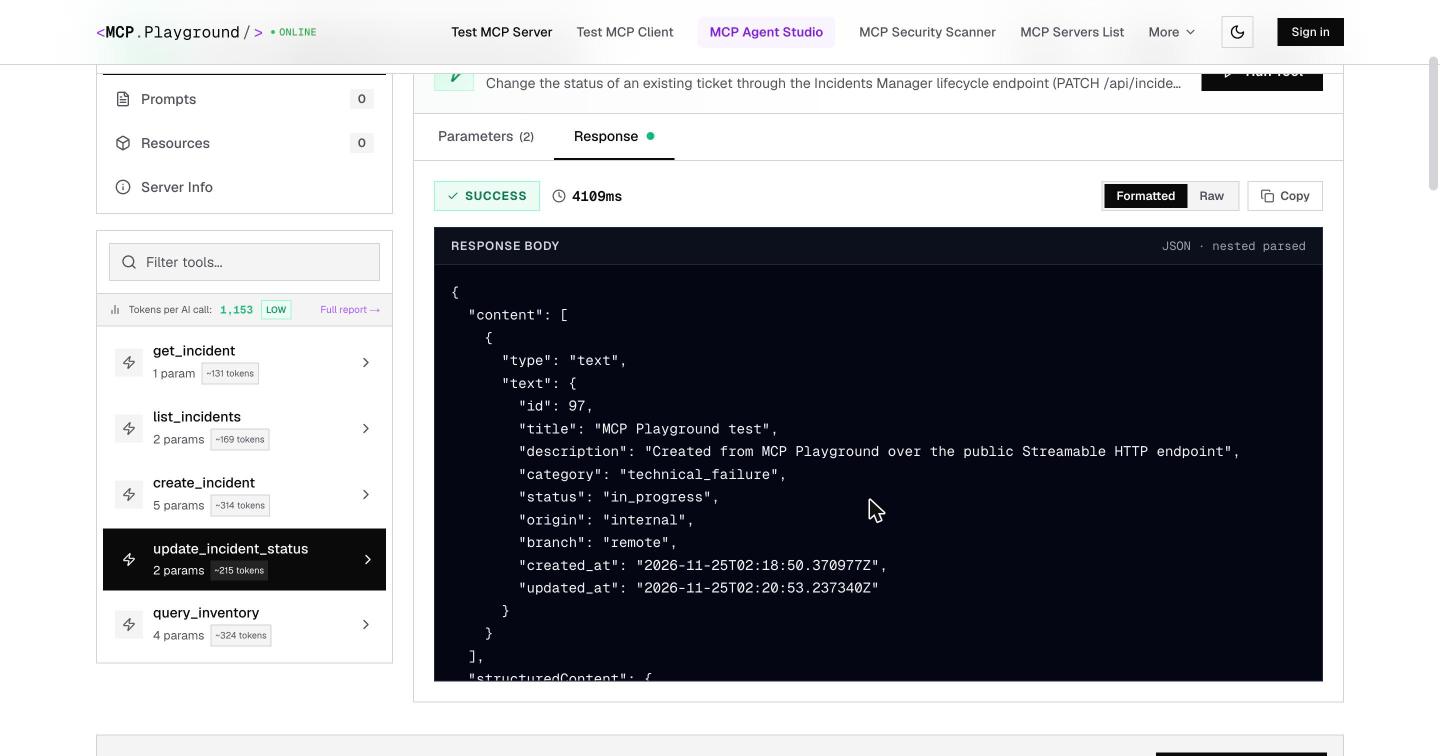 <MCP.Playground/> • ONLINE
Test MCP Server Test MCP Client MCP Agent Studio MCP Security Scanner MCP Servers List More Sign in
Prompts 0
Resources 0
Server Info
Filter tools...
Tokens per AI call: 1,153 LOW Full report →
get_incident
1 param ~131 tokens
list_incidents
2 params ~169 tokens
create_incident
5 params ~314 tokens
update_incident_status
2 params ~215 tokens
query_inventory
4 params ~324 tokens
Change the status of an existing ticket through the Incidents Manager lifecycle endpoint (PATCH /api/incide...
Run Tool
Parameters (2) Response
SUCCESS 4109ms Formatted Raw Copy
RESPONSE BODY JSON · nested parsed
{
"content": [
{
"type": "text",
"text": {
"id": 97,
"title": "MCP Playground test",
"description": "Created from MCP Playground over the public Streamable HTTP endpoint",
"category": "technical_failure",
"status": "in_progress",
"origin": "internal",
"branch": "remote",
"created_at": "2026-11-25T02:18:50.370977Z",
"updated_at": "2026-11-25T02:20:53.237340Z"
}
}
],
"structuredContent": {